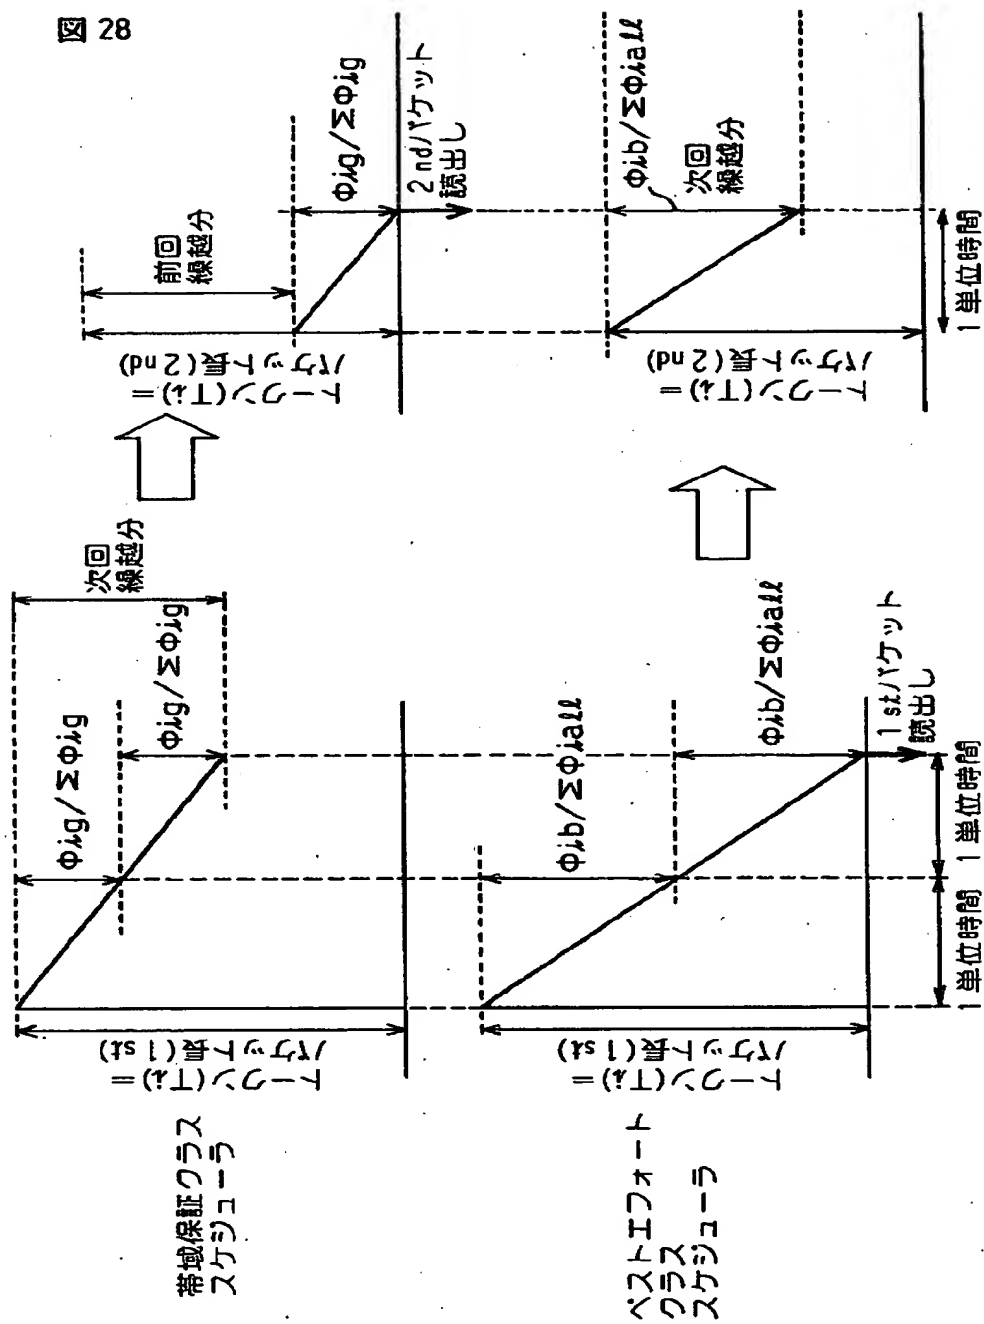 図 28
帯域保証クラス
スケジューラ
トークン(Ti)=
パケット長(1st)
Φig/ΣΦig
Φig/ΣΦig
次回
繰越分
トークン(Ti)=
パケット長(2nd)
前回
繰越分
Φig/ΣΦig
2ndパケット
読出し
ベストエフォート
クラス
スケジューラ
トークン(Ti)=
パケット長(1st)
Φib/ΣΦiall
Φib/ΣΦiall
1stパケット
読出し
1単位時間
1単位時間
トークン(Ti)=
パケット長(2nd)
Φib/ΣΦiall
次回
繰越分
1単位時間